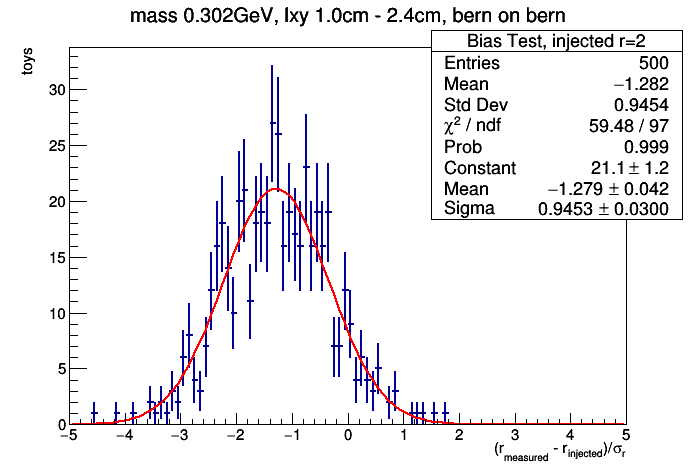 mass 0.302GeV, lxy 1.0cm - 2.4cm, bern on bern
toys
Bias Test, injected r=2
Entries 500
Mean −1.282
Std Dev 0.9454
χ² / ndf 59.48 / 97
Prob 0.999
Constant 21.1 ± 1.2
Mean −1.279 ± 0.042
Sigma 0.9453 ± 0.0300
30
25
20
15
10
5
0
−5 −4 −3 −2 −1 0 1 2 3 4 5
(r_measured - r_injected)/σ_r